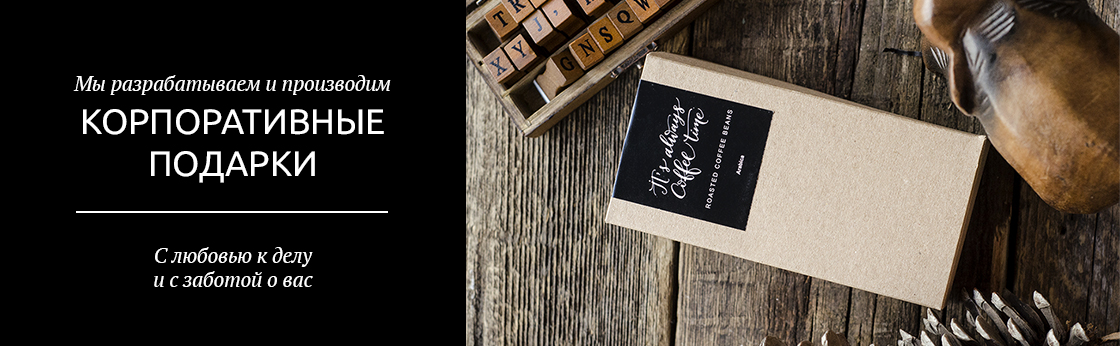 Мы разрабатываем и производим
КОРПОРАТИВНЫЕ
ПОДАРКИ
С любовью к делу
и с заботой о вас
T R
X Y J ,
G N S Q W
It's always
Coffee time
ROASTED COFFEE BEANS
Arabica